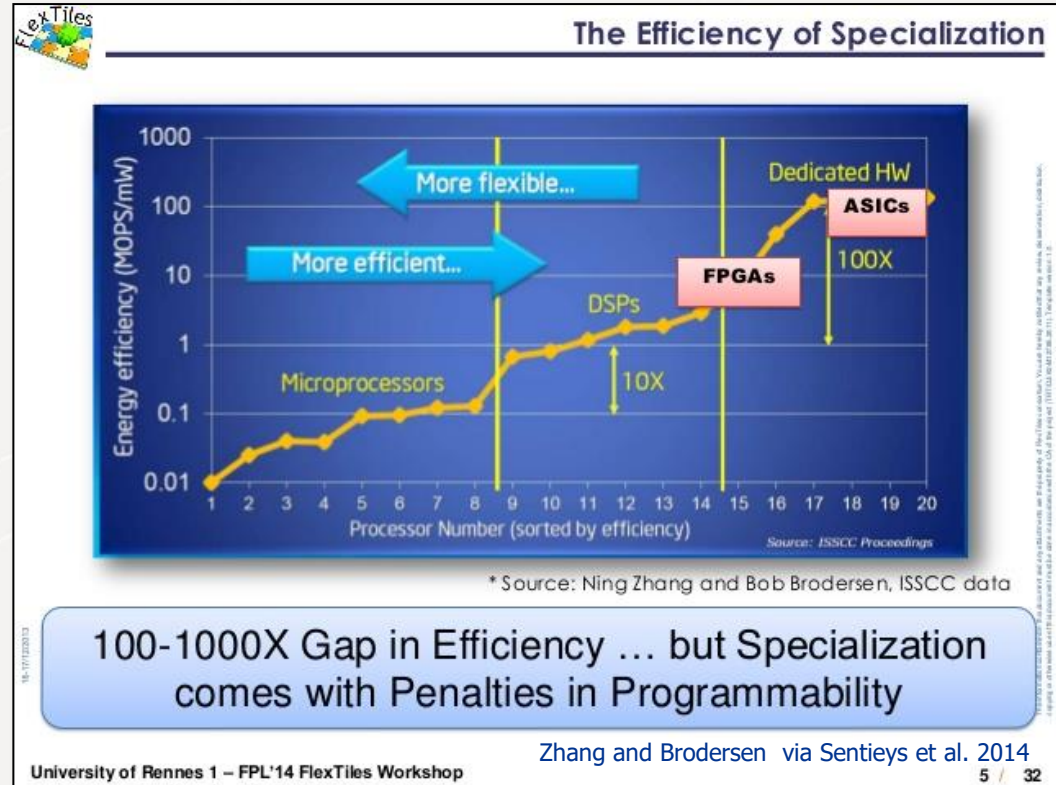 FlexTiles
The Efficiency of Specialization
1000
100
10
1
0.1
0.01
Energy efficiency (MOPS/mW)
More flexible...
More efficient...
Dedicated HW
ASICs
100X
FPGAs
DSPs
10X
Microprocessors
1 2 3 4 5 6 7 8 9 10 11 12 13 14 15 16 17 18 19 20
Processor Number (sorted by efficiency)
Source: ISSCC Proceedings
* Source: Ning Zhang and Bob Brodersen, ISSCC data
16-17/12/2013
100-1000X Gap in Efficiency … but Specialization
comes with Penalties in Programmability
Zhang and Brodersen via Sentieys et al. 2014
University of Rennes 1 – FPL'14 FlexTiles Workshop
5 / 32